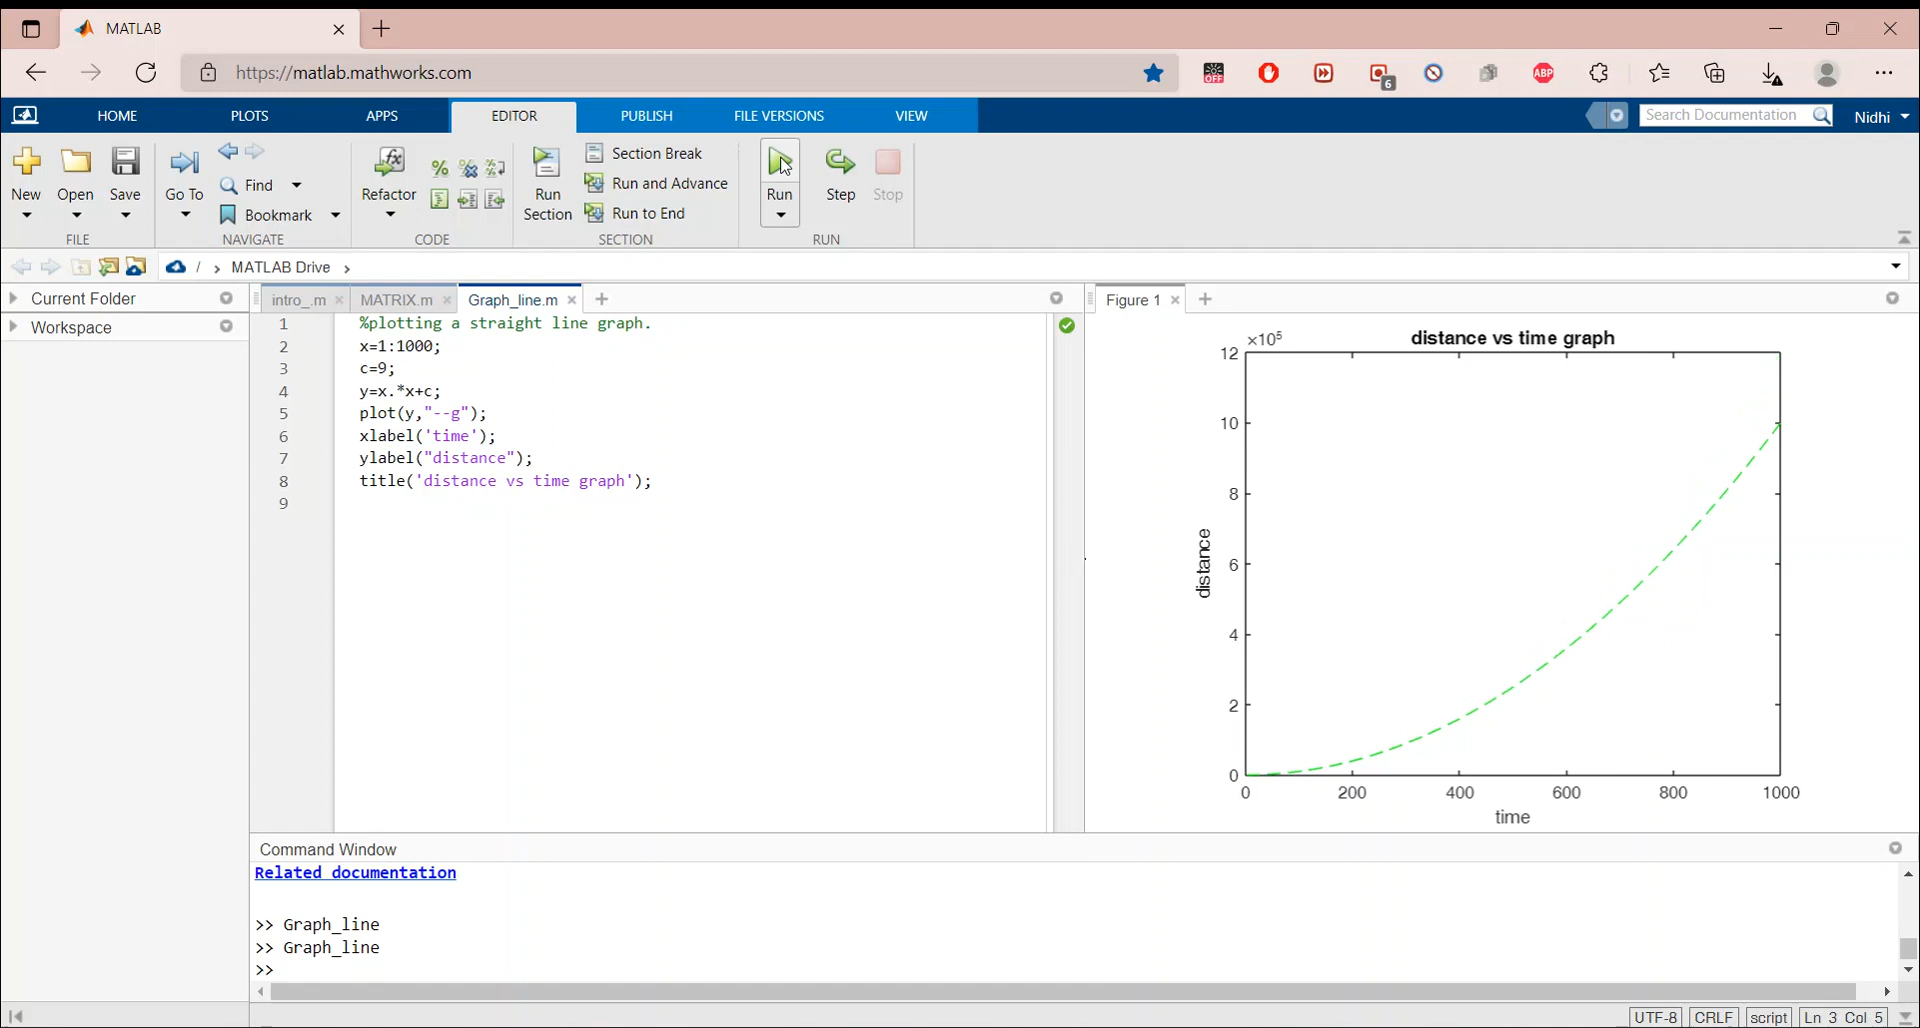 MATLAB
https://matlab.mathworks.com
OFF
6
ABP
HOME PLOTS APPS EDITOR PUBLISH FILE VERSIONS VIEW
Search Documentation
Nidhi
New Open Save
FILE
Go To
Find
Bookmark
NAVIGATE
Refactor
CODE
Run Section
Section Break
Run and Advance
Run to End
SECTION
Run Step Stop
RUN
/ › MATLAB Drive ›
Current Folder
Workspace
intro_.m MATRIX.m Graph_line.m
1 %plotting a straight line graph.
2 x=1:1000;
3 c=9;
4 y=x.*x+c;
5 plot(y,"--g");
6 xlabel('time');
7 ylabel("distance");
8 title('distance vs time graph');
9
Figure 1
distance vs time graph
×10⁵
12
10
8
6
4
2
0
distance
0 200 400 600 800 1000
time
Command Window
Related documentation
>> Graph_line
>> Graph_line
>>
UTF-8 CRLF script Ln 3 Col 5